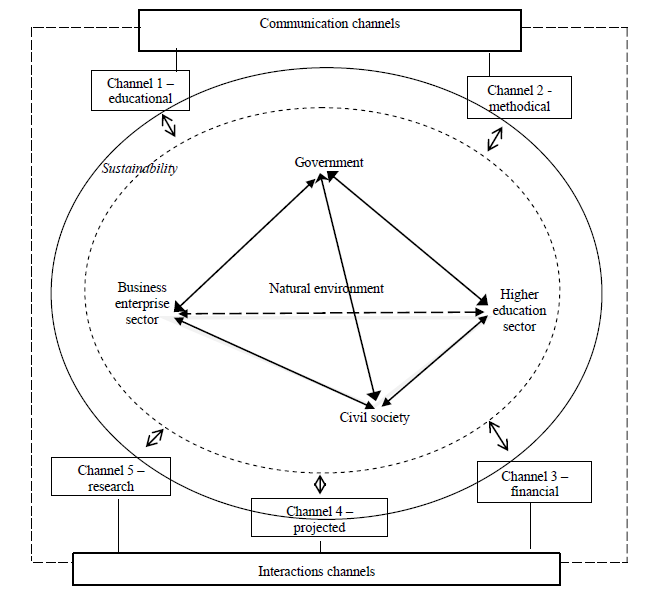 Communication channels
Channel 1 –
educational
Channel 2 -
methodical
Sustainability
Government
Business
enterprise
sector
Natural environment
Higher
education
sector
Civil society
Channel 5 –
research
Channel 3 –
financial
Channel 4 –
projected
Interactions channels